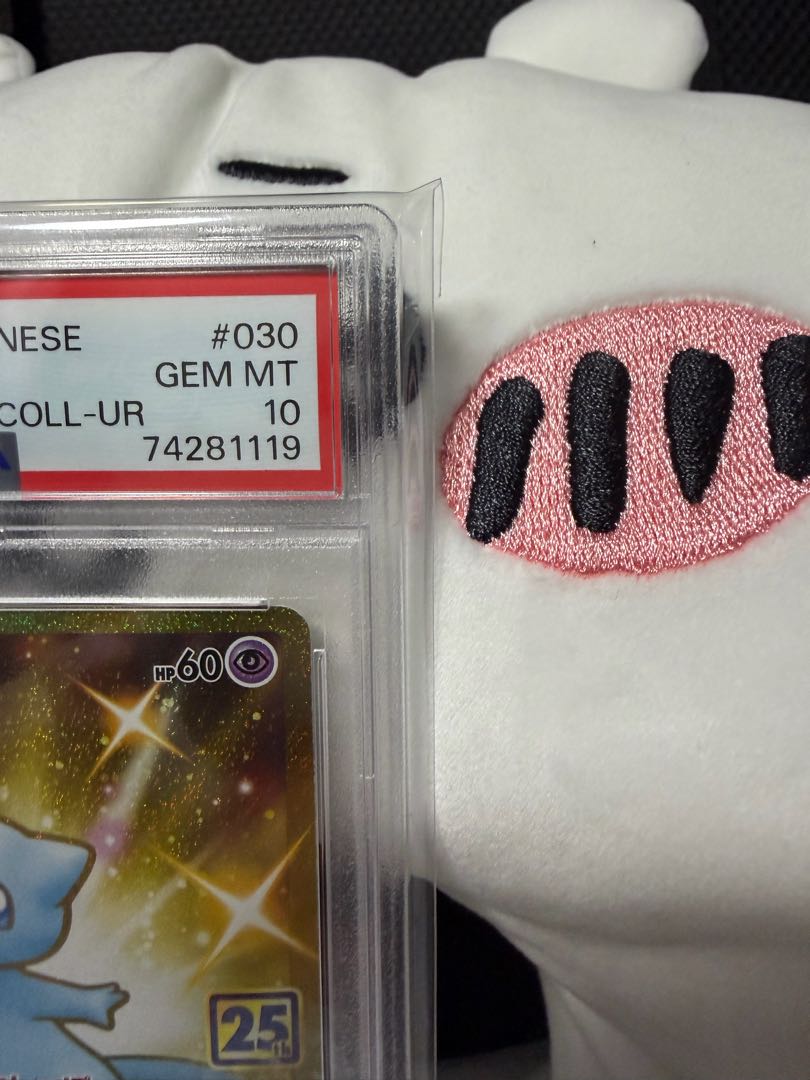 NESE #030
GEM MT
COLL-UR 10
74281119
HP60
25th